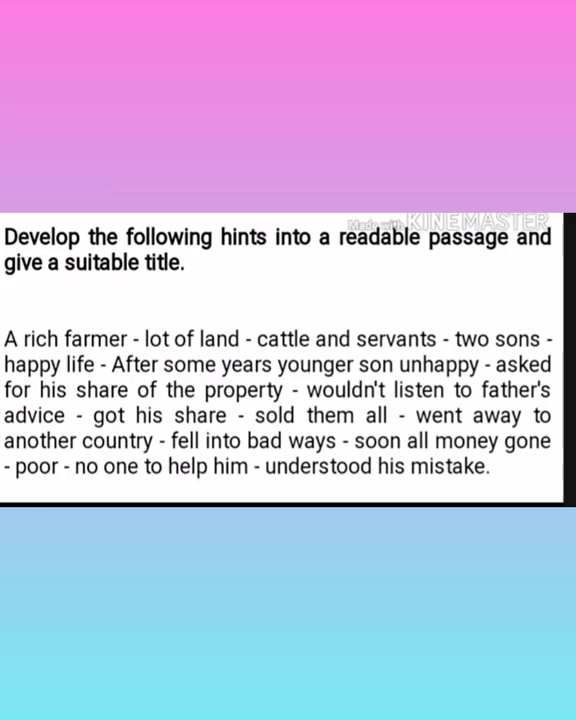 Made with KINEMASTER
Develop the following hints into a readable passage and
give a suitable title.
A rich farmer - lot of land - cattle and servants - two sons -
happy life - After some years younger son unhappy - asked
for his share of the property - wouldn't listen to father's
advice - got his share - sold them all - went away to
another country - fell into bad ways - soon all money gone
- poor - no one to help him - understood his mistake.